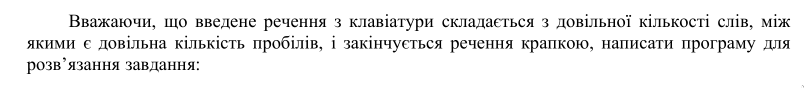 Вважаючи, що введене речення з клавіатури складається з довільної кількості слів, між
якими є довільна кількість пробілів, і закінчується речення крапкою, написати програму для
розв’язання завдання: